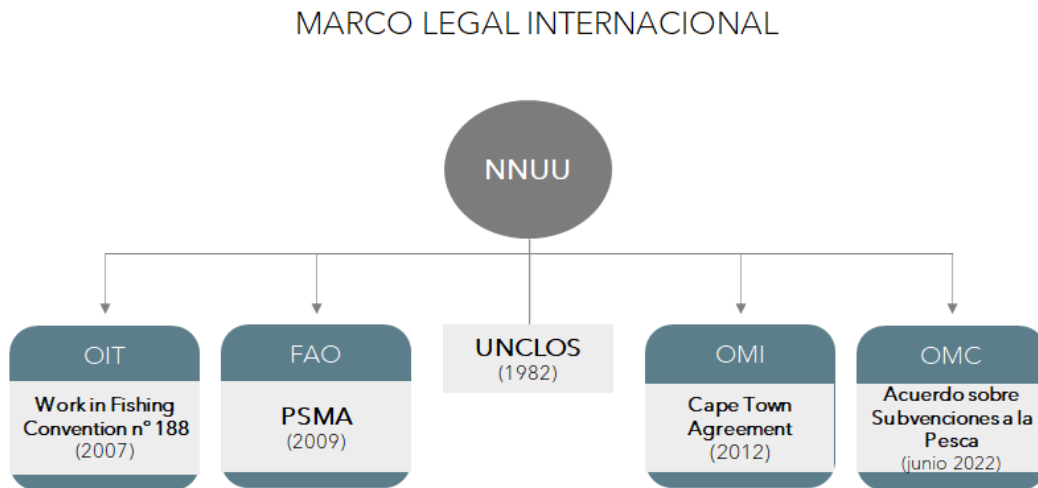 MARCO LEGAL INTERNACIONAL
NNUU
OIT
Work in Fishing
Convention nº 188
(2007)
FAO
PSMA
(2009)
UNCLOS
(1982)
OMI
Cape Town
Agreement
(2012)
OMC
Acuerdo sobre
Subvenciones a la
Pesca
(junio 2022)